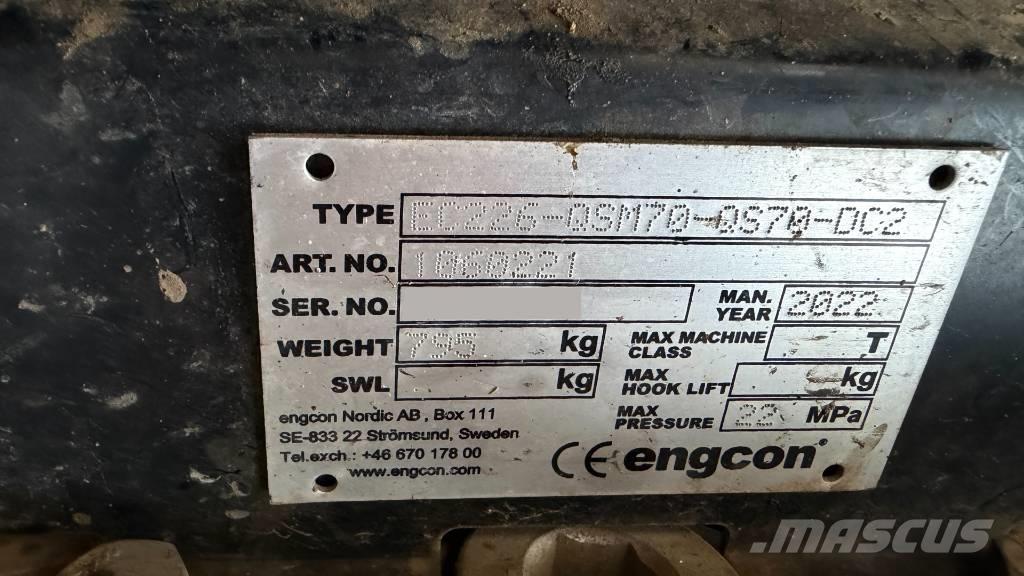 TYPE EC226-QSM70-QS70-DC2
ART. NO. 1060221
SER. NO. MAN. YEAR 2022
WEIGHT 795 kg MAX MACHINE CLASS T
SWL kg MAX HOOK LIFT kg
MAX PRESSURE 22 MPa
engcon Nordic AB , Box 111
SE-833 22 Strömsund, Sweden
Tel.exch.: +46 670 178 00
www.engcon.com
CE engcon®
MASCUS